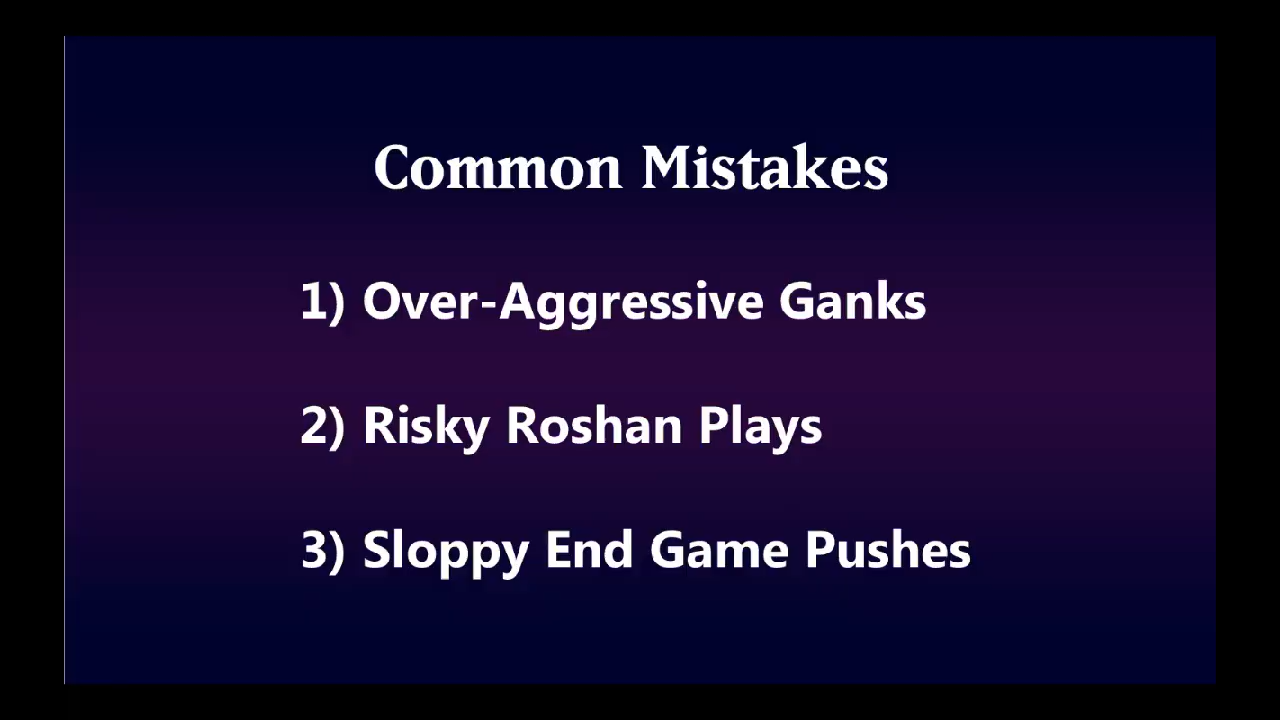 Common Mistakes
1) Over-Aggressive Ganks
2) Risky Roshan Plays
3) Sloppy End Game Pushes